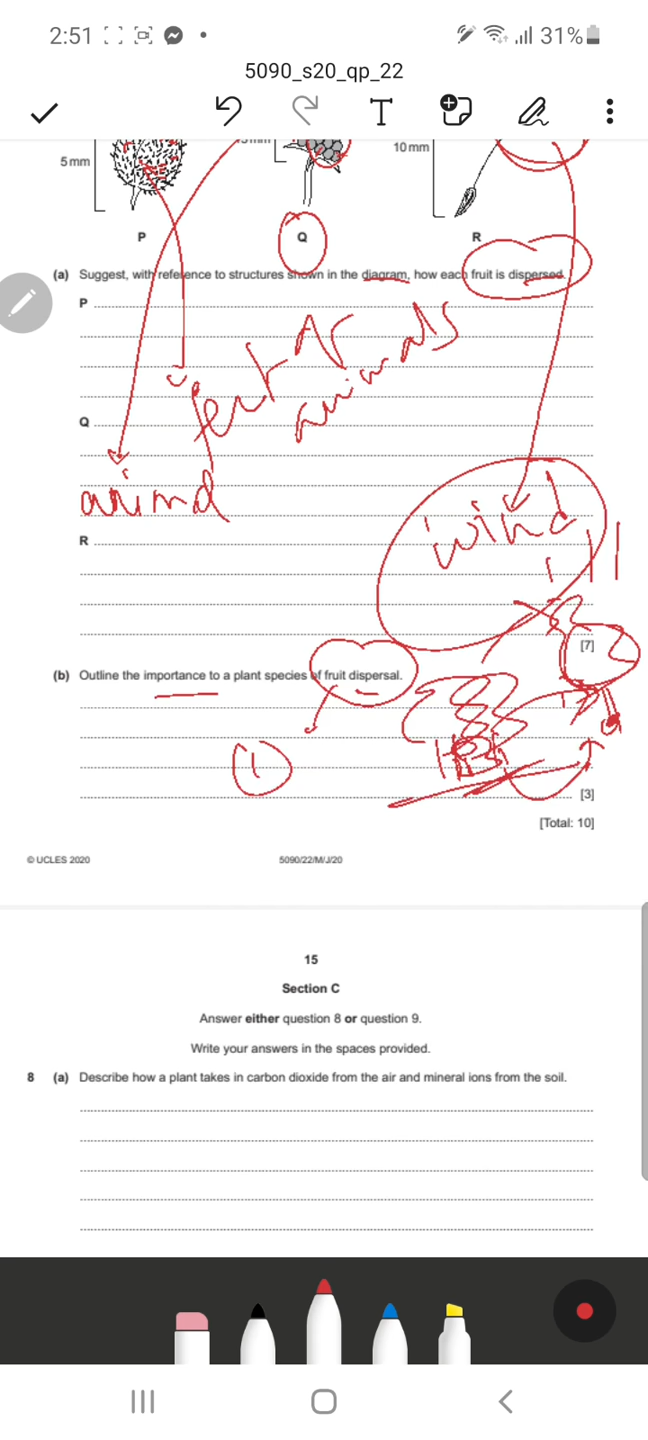 2:51 31%
5090_s20_qp_22
T
5 mm
10 mm
P Q R
(a) Suggest, with reference to structures shown in the diagram, how each fruit is dispersed.
P
animals
Q
R
wind
[7]
(b) Outline the importance to a plant species of fruit dispersal.
1
[3]
[Total: 10]
© UCLES 2020 5090/22/M/J/20
15
Section C
Answer either question 8 or question 9.
Write your answers in the spaces provided.
8 (a) Describe how a plant takes in carbon dioxide from the air and mineral ions from the soil.